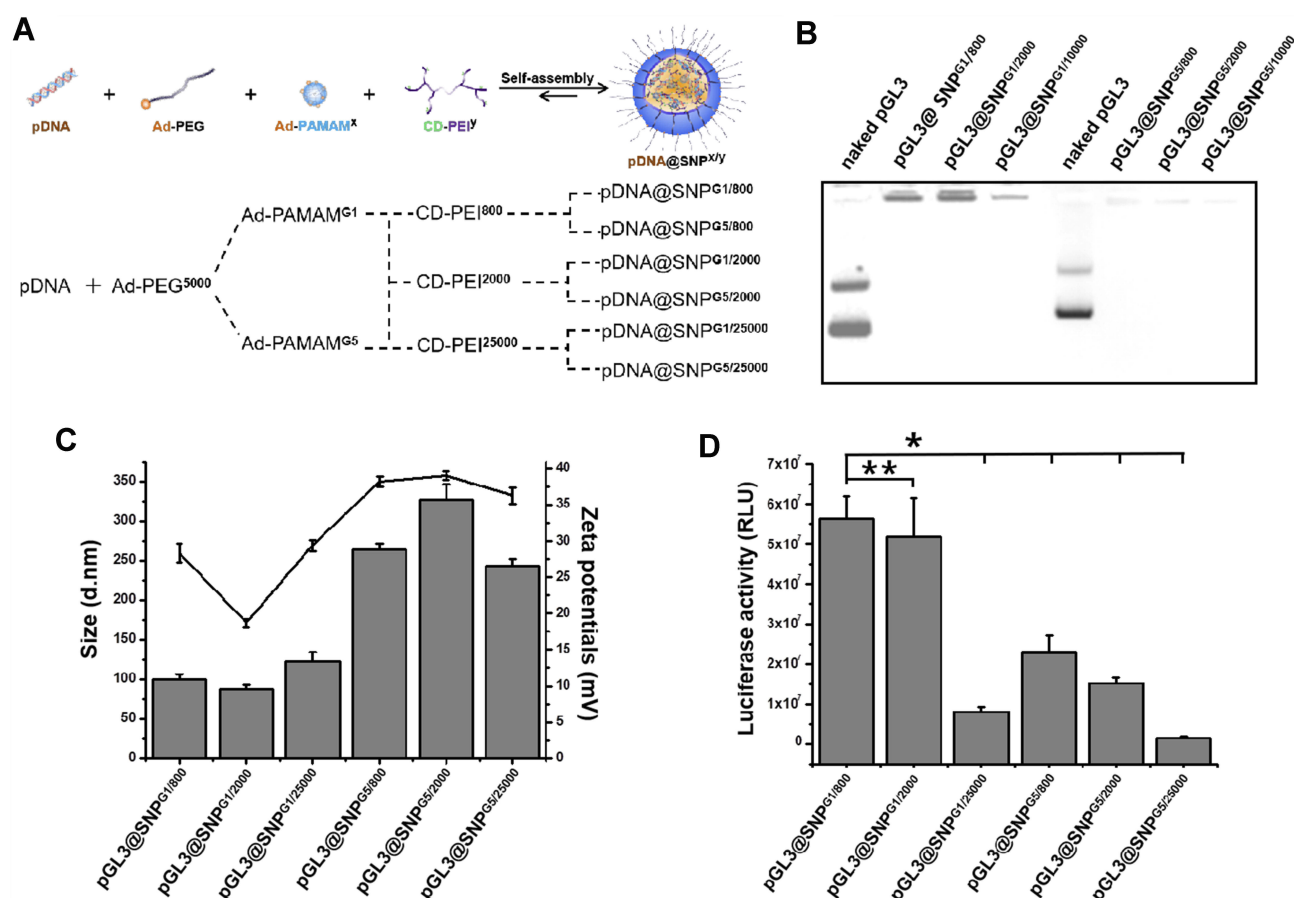 A
pDNA + Ad-PEG + Ad-PAMAMˣ + CD-PEIʸ Self-assembly pDNA@SNPˣ/ʸ
pDNA + Ad-PEG5000
Ad-PAMAMG1
Ad-PAMAMG5
CD-PEI800
CD-PEI2000
CD-PEI25000
pDNA@SNPG1/800
pDNA@SNPG5/800
pDNA@SNPG1/2000
pDNA@SNPG5/2000
pDNA@SNPG1/25000
pDNA@SNPG5/25000
B
naked pGL3
pGL3@ SNPG1/800
pGL3@SNPG1/2000
pGL3@SNPG1/10000
naked pGL3
pGL3@SNPG5/800
pGL3@SNPG5/2000
pGL3@SNPG5/10000
C
Size (d.nm)
350
300
250
200
150
100
50
0
Zeta potentials (mV)
40
35
30
25
20
15
10
5
0
pGL3@SNPG1/800
pGL3@SNPG1/2000
pGL3@SNPG1/25000
pGL3@SNPG5/800
pGL3@SNPG5/2000
pGL3@SNPG5/25000
D
*
**
Luciferase activity (RLU)
7x10⁷
6x10⁷
5x10⁷
4x10⁷
3x10⁷
2x10⁷
1x10⁷
0
pGL3@SNPG1/800
pGL3@SNPG1/2000
pGL3@SNPG1/25000
pGL3@SNPG5/800
pGL3@SNPG5/2000
pGL3@SNPG5/25000